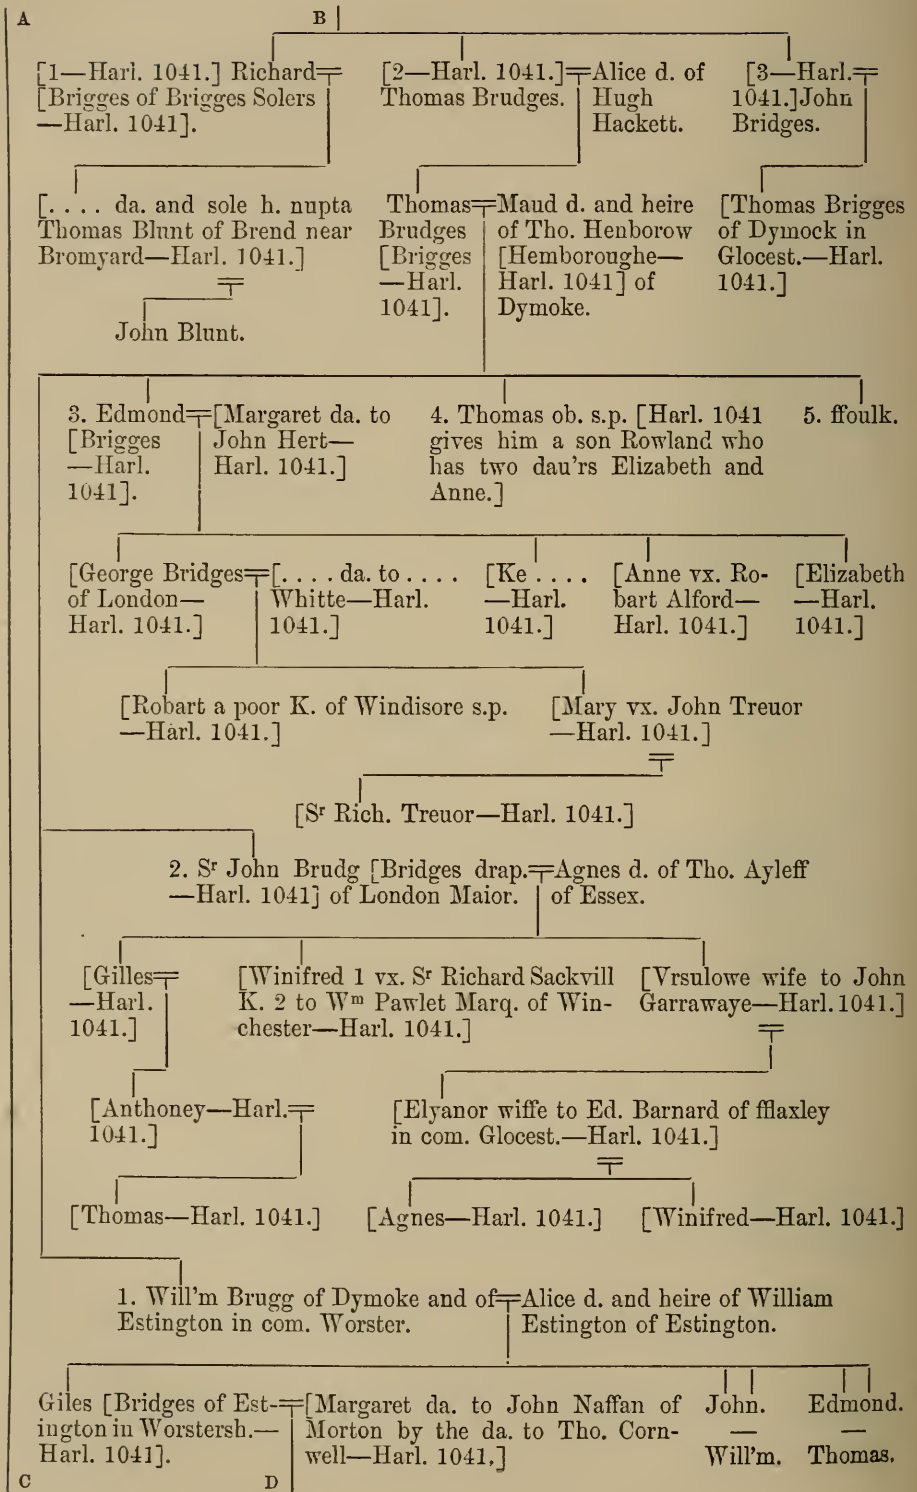 A
B
[1—Harl. 1041.] Richard
[Brigges of Brigges Solers
—Harl. 1041].
[2—Harl. 1041.]
Thomas Brudges.
Alice d. of
Hugh
Hackett.
[3—Harl.
1041.] John
Bridges.
[. . . . da. and sole h. nupta
Thomas Blunt of Brend near
Bromyard—Harl. 1041.]
John Blunt.
Thomas
Brudges
[Brigges
—Harl.
1041].
Maud d. and heire
of Tho. Henborow
[Hemboroughe—
Harl. 1041] of
Dymoke.
[Thomas Brigges
of Dymock in
Glocest.—Harl.
1041.]
3. Edmond
[Brigges
—Harl.
1041].
[Margaret da. to
John Hert—
Harl. 1041.]
4. Thomas ob. s.p. [Harl. 1041
gives him a son Rowland who
has two dau'rs Elizabeth and
Anne.]
5. ffoulk.
[George Bridges
of London—
Harl. 1041.]
[. . . . da. to . . . .
Whitte—Harl.
1041.]
[Ke . . . .
—Harl.
1041.]
[Anne vx. Ro-
bart Alford—
Harl. 1041.]
[Elizabeth
—Harl.
1041.]
[Robart a poor K. of Windisore s.p.
—Harl. 1041.]
[Mary vx. John Treuor
—Harl. 1041.]
[Sʳ Rich. Treuor—Harl. 1041.]
2. Sʳ John Brudg [Bridges drap.
—Harl. 1041] of London Maior.
Agnes d. of Tho. Ayleff
of Essex.
[Gilles
—Harl.
1041.]
[Winifred 1 vx. Sʳ Richard Sackvill
K. 2 to Wᵐ Pawlet Marq. of Win-
chester—Harl. 1041.]
[Vrsulowe wife to John
Garrawaye—Harl. 1041.]
[Anthoney—Harl.
1041.]
[Elyanor wiffe to Ed. Barnard of fflaxley
in com. Glocest.—Harl. 1041.]
[Thomas—Harl. 1041.]
[Agnes—Harl. 1041.]
[Winifred—Harl. 1041.]
1. Will'm Brugg of Dymoke and of
Estington in com. Worster.
Alice d. and heire of William
Estington of Estington.
Giles [Bridges of Est-
ington in Worstersh.—
Harl. 1041].
[Margaret da. to John Naffan of
Morton by the da. to Tho. Corn-
well—Harl. 1041.]
John.
—
Will'm.
Edmond.
—
Thomas.
C
D